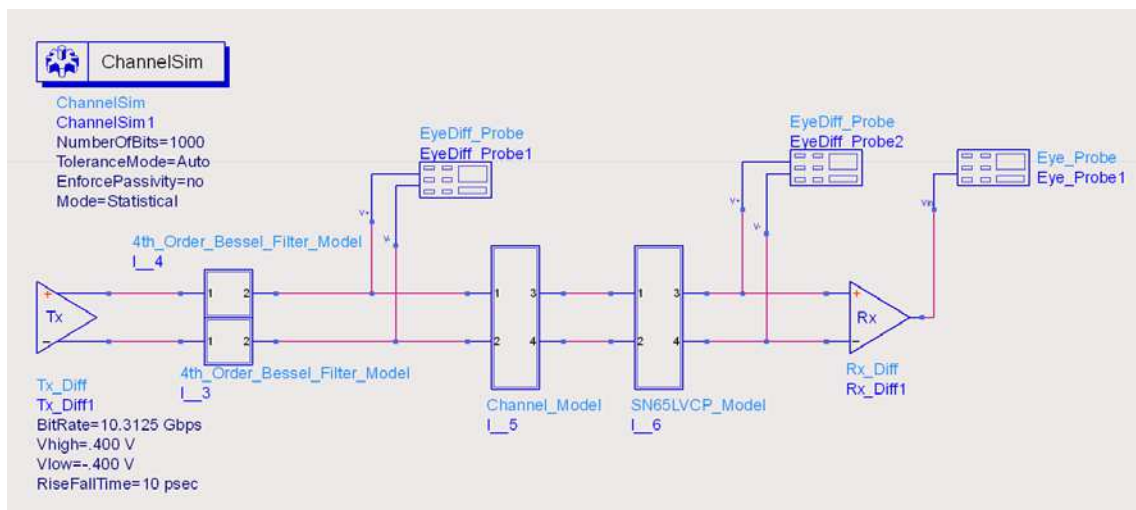 ChannelSim
ChannelSim
ChannelSim1
NumberOfBits=1000
ToleranceMode=Auto
EnforcePassivity=no
Mode=Statistical
EyeDiff_Probe
EyeDiff_Probe1
EyeDiff_Probe
EyeDiff_Probe2
Eye_Probe
Eye_Probe1
V+
V-
V+
V-
Vin
4th_Order_Bessel_Filter_Model
I__4
+
Tx
−
1 2
1 2
4th_Order_Bessel_Filter_Model
I__3
1 3
2 4
Channel_Model
I__5
1 3
2 4
SN65LVCP_Model
I__6
+
Rx
−
Rx_Diff
Rx_Diff1
Tx_Diff
Tx_Diff1
BitRate=10.3125 Gbps
Vhigh=.400 V
Vlow=-.400 V
RiseFallTime=10 psec